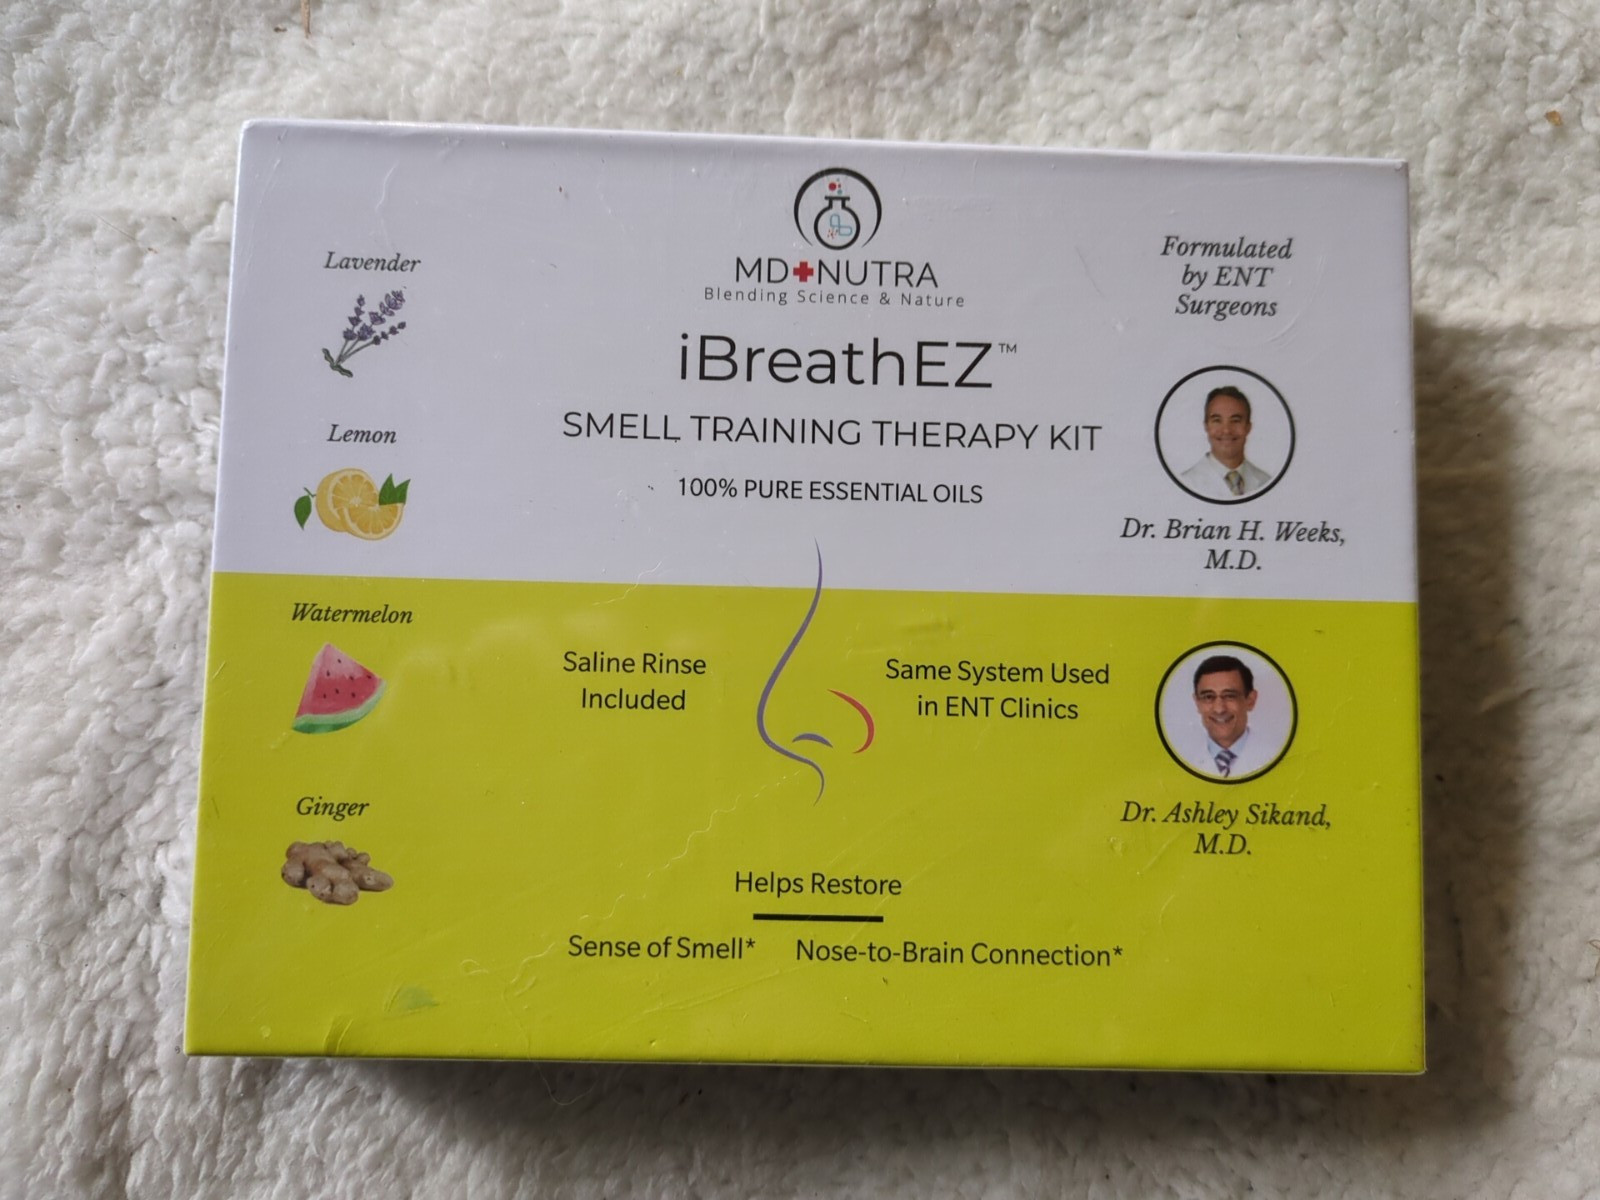 MD+NUTRA
Blending Science & Nature
iBreathEZ™
SMELL TRAINING THERAPY KIT
100% PURE ESSENTIAL OILS
Lavender
Lemon
Watermelon
Ginger
Saline Rinse
Included
Same System Used
in ENT Clinics
Helps Restore
Sense of Smell*
Nose-to-Brain Connection*
Formulated
by ENT
Surgeons
Dr. Brian H. Weeks,
M.D.
Dr. Ashley Sikand,
M.D.